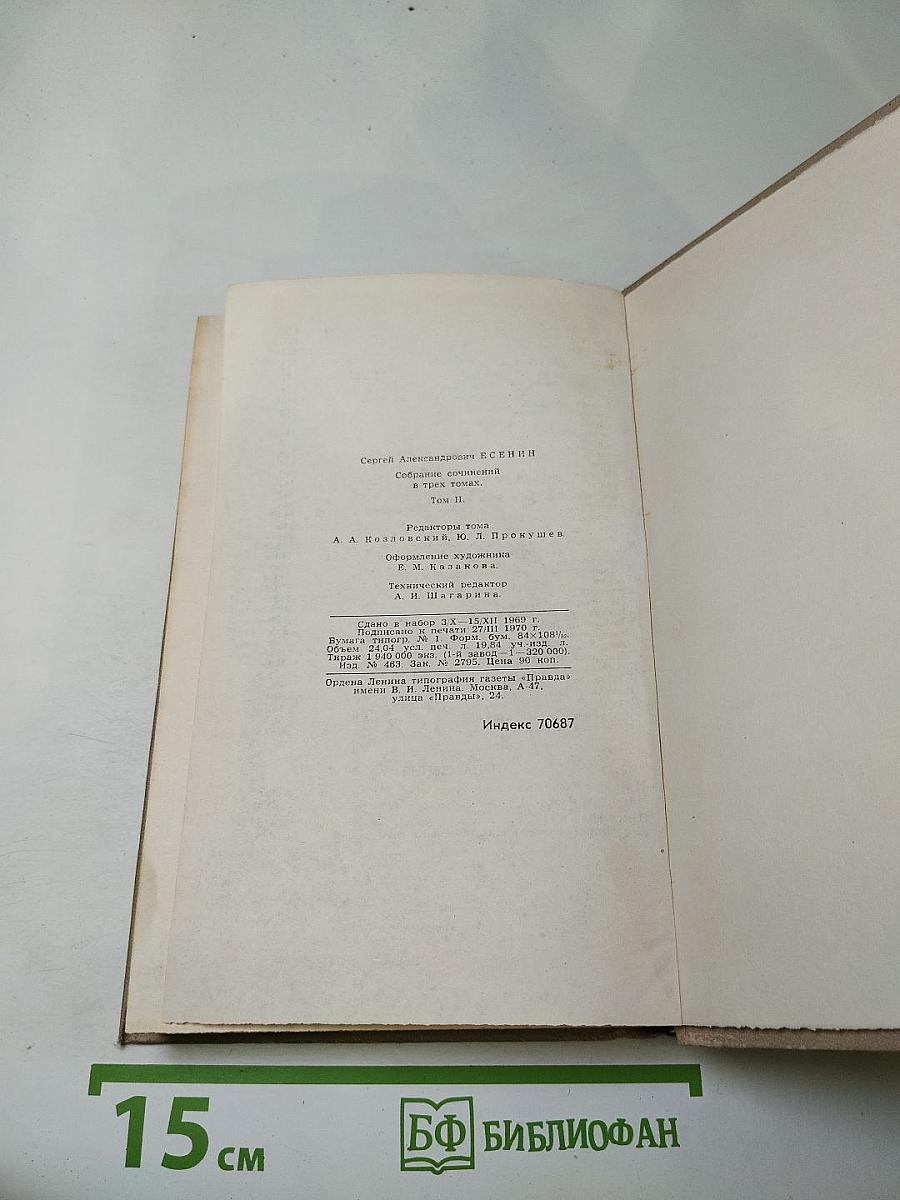 Сергей Александрович ЕСЕНИН
Собрание сочинений
в трех томах.
Том II.
Редакторы тома
А. А. Козловский, Ю. Л. Прокушев.
Оформление художника
Е. М. Казакова.
Технический редактор
А. И. Шагарина.
Сдано в набор 3/X—15/XII 1969 г.
Подписано к печати 27/III 1970 г.
Бумага типогр. № 1. Форм. бум. 84×108¹/₃₂.
Объем 24,04 усл. печ. л. 19,84 уч.-изд. л.
Тираж 1 940 000 экз. (1-й завод—1—320 000).
Изд. № 463. Зак. № 2795. Цена 90 коп.
Ордена Ленина типография газеты «Правда»
имени В. И. Ленина. Москва, А-47,
улица «Правды», 24.
Индекс 70687
15 см
БФ БИБЛИОФАН